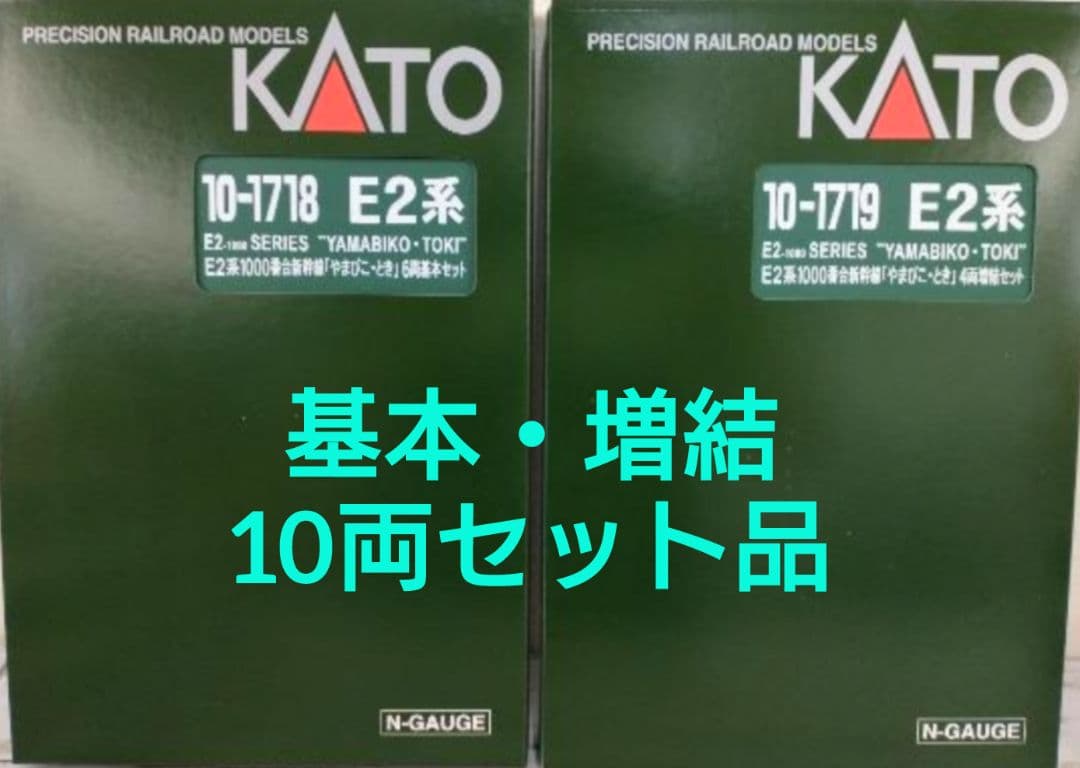 PRECISION RAILROAD MODELS
KATO
10-1718 E2系
E2-1000 SERIES "YAMABIKO・TOKI"
E2系1000番台新幹線「やまびこ・とき」6両基本セット
N-GAUGE
PRECISION RAILROAD MODELS
KATO
10-1719 E2系
E2-1000 SERIES "YAMABIKO・TOKI"
E2系1000番台新幹線「やまびこ・とき」4両増結セット
N-GAUGE
基本・増結
10両セット品